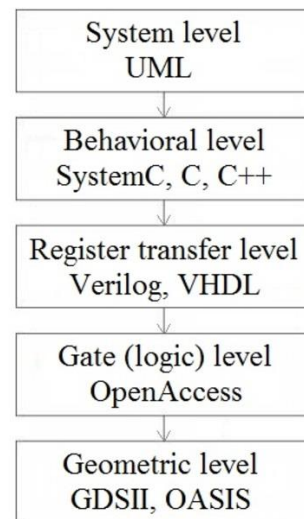 System level
UML
Behavioral level
SystemC, C, C++
Register transfer level
Verilog, VHDL
Gate (logic) level
OpenAccess
Geometric level
GDSII, OASIS